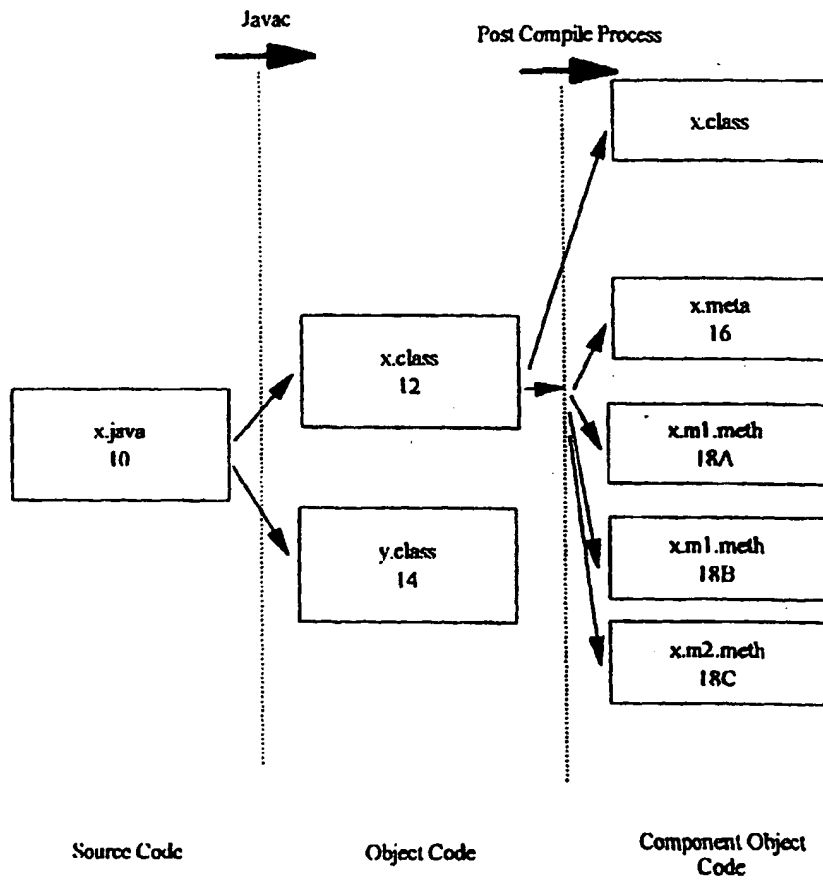 Javac
Post Compile Process
x.class
x.meta
16
x.class
12
x.java
10
x.m1.meth
18A
y.class
14
x.m1.meth
18B
x.m2.meth
18C
Source Code
Object Code
Component Object
Code